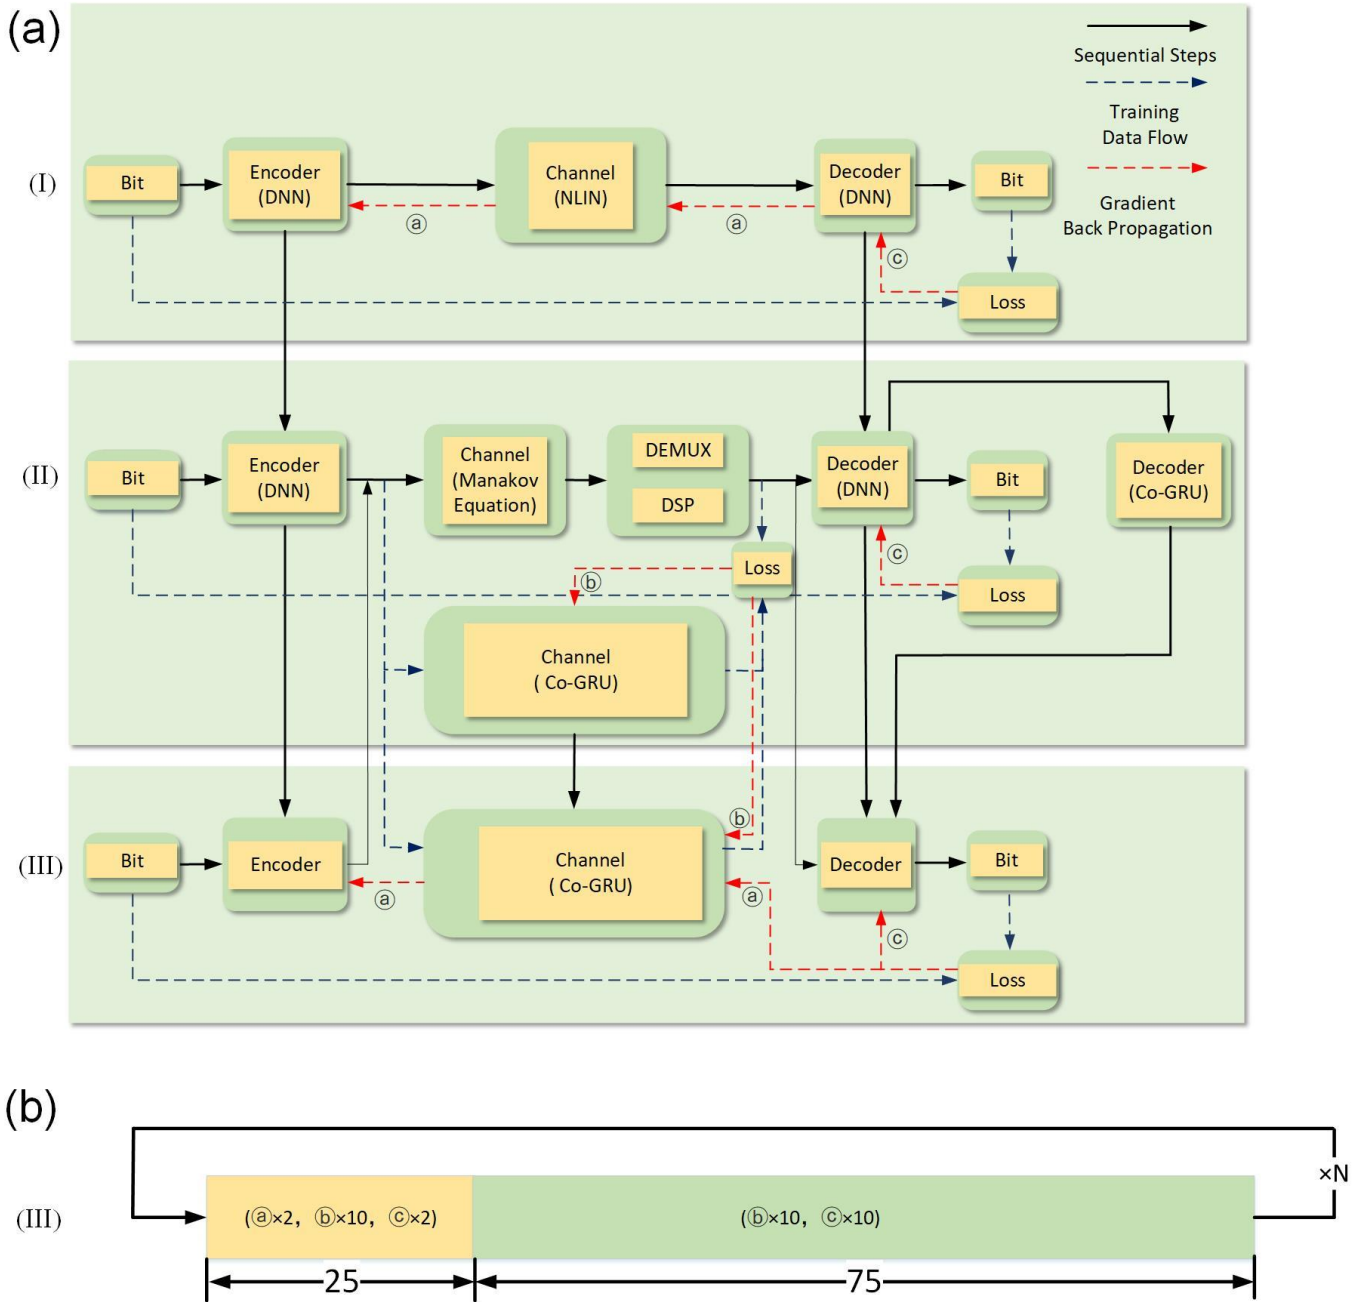 (a)
Sequential Steps
Training
Data Flow
Gradient
Back Propagation
(I)
Bit
Encoder
(DNN)
Channel
(NLIN)
Decoder
(DNN)
Bit
ⓐ
ⓐ
ⓒ
Loss
(II)
Bit
Encoder
(DNN)
Channel
(Manakov
Equation)
DEMUX
DSP
Decoder
(DNN)
Bit
Decoder
(Co-GRU)
Loss
ⓑ
ⓒ
Loss
Channel
( Co-GRU)
(III)
Bit
Encoder
ⓐ
Channel
( Co-GRU)
ⓑ
ⓐ
Decoder
Bit
ⓒ
Loss
(b)
×N
(III)
(ⓐ×2, ⓑ×10, ⓒ×2)
(ⓑ×10, ⓒ×10)
25
75